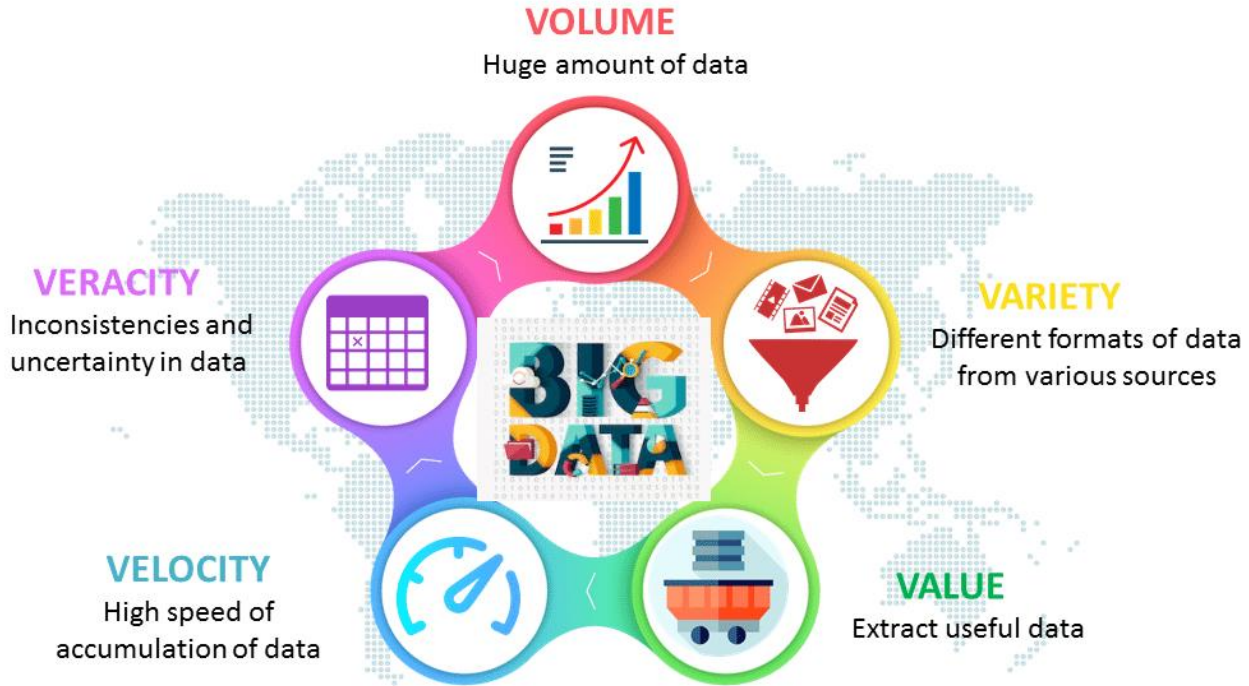 VOLUME
Huge amount of data
VARIETY
Different formats of data
from various sources
VALUE
Extract useful data
VELOCITY
High speed of
accumulation of data
VERACITY
Inconsistencies and
uncertainty in data
BIG
DATA